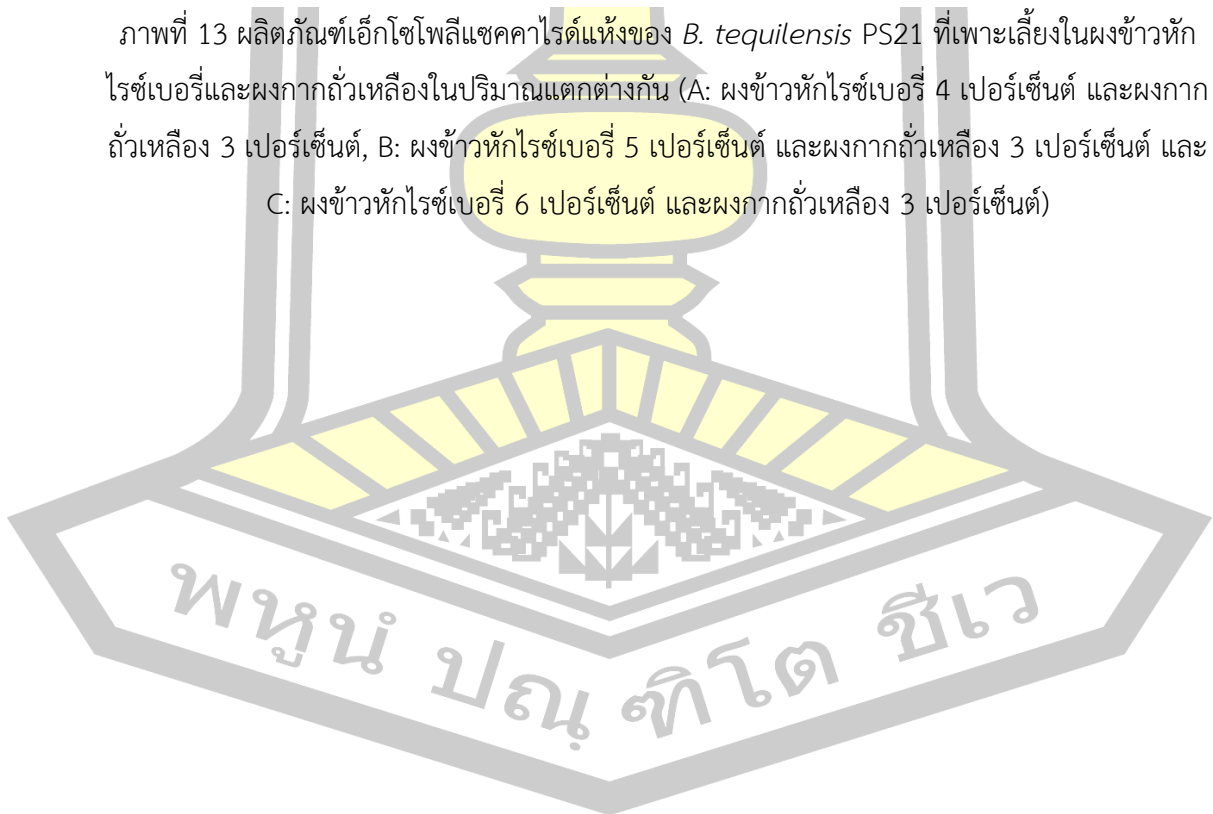 ภาพที่ 13 ผลิตภัณฑ์เอ็กโซโพลีแซคคาไรด์แห้งของ B. tequilensis PS21 ที่เพาะเลี้ยงในผงข้าวหัก
ไรซ์เบอรี่และผงกากถั่วเหลืองในปริมาณแตกต่างกัน (A: ผงข้าวหักไรซ์เบอรี่ 4 เปอร์เซ็นต์ และผงกาก
ถั่วเหลือง 3 เปอร์เซ็นต์, B: ผงข้าวหักไรซ์เบอรี่ 5 เปอร์เซ็นต์ และผงกากถั่วเหลือง 3 เปอร์เซ็นต์ และ
C: ผงข้าวหักไรซ์เบอรี่ 6 เปอร์เซ็นต์ และผงกากถั่วเหลือง 3 เปอร์เซ็นต์)
พหูนํ ปณฺ ฑิโต ชีเว